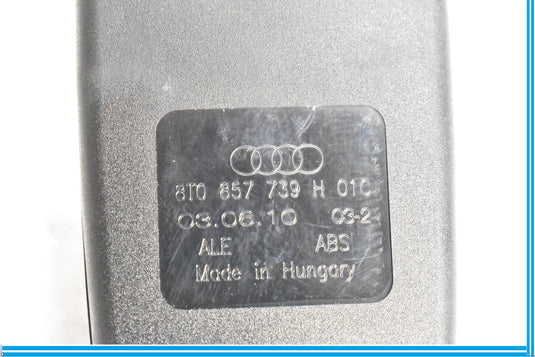 8T0 857 739 H 01C
03.06.10 03-2
ALE ABS
Made in Hungary